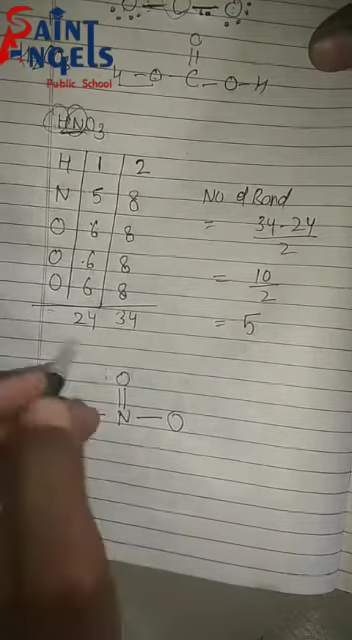 SAINT
ANGELS
Public School
O — C — O
O
||
H — O — C — O — H
HNO3
H 1 2
N 5 8
O 6 8
O 6 8
O 6 8
24 34
No of Bond
= 34 - 24 / 2
= 10 / 2
= 5
O
||
— N — O